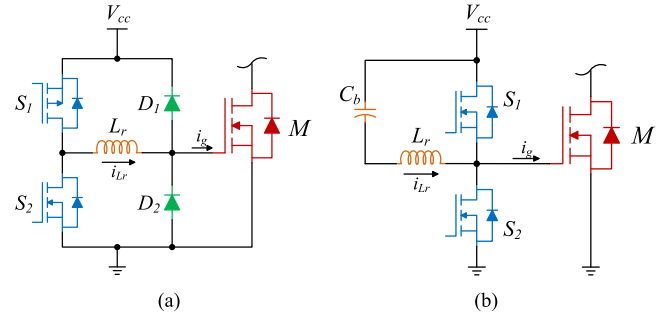 V_cc
V_cc
S_1
D_1
L_r
M
i_g
i_Lr
S_2
D_2
C_b
S_1
L_r
M
i_g
i_Lr
S_2
(a)
(b)